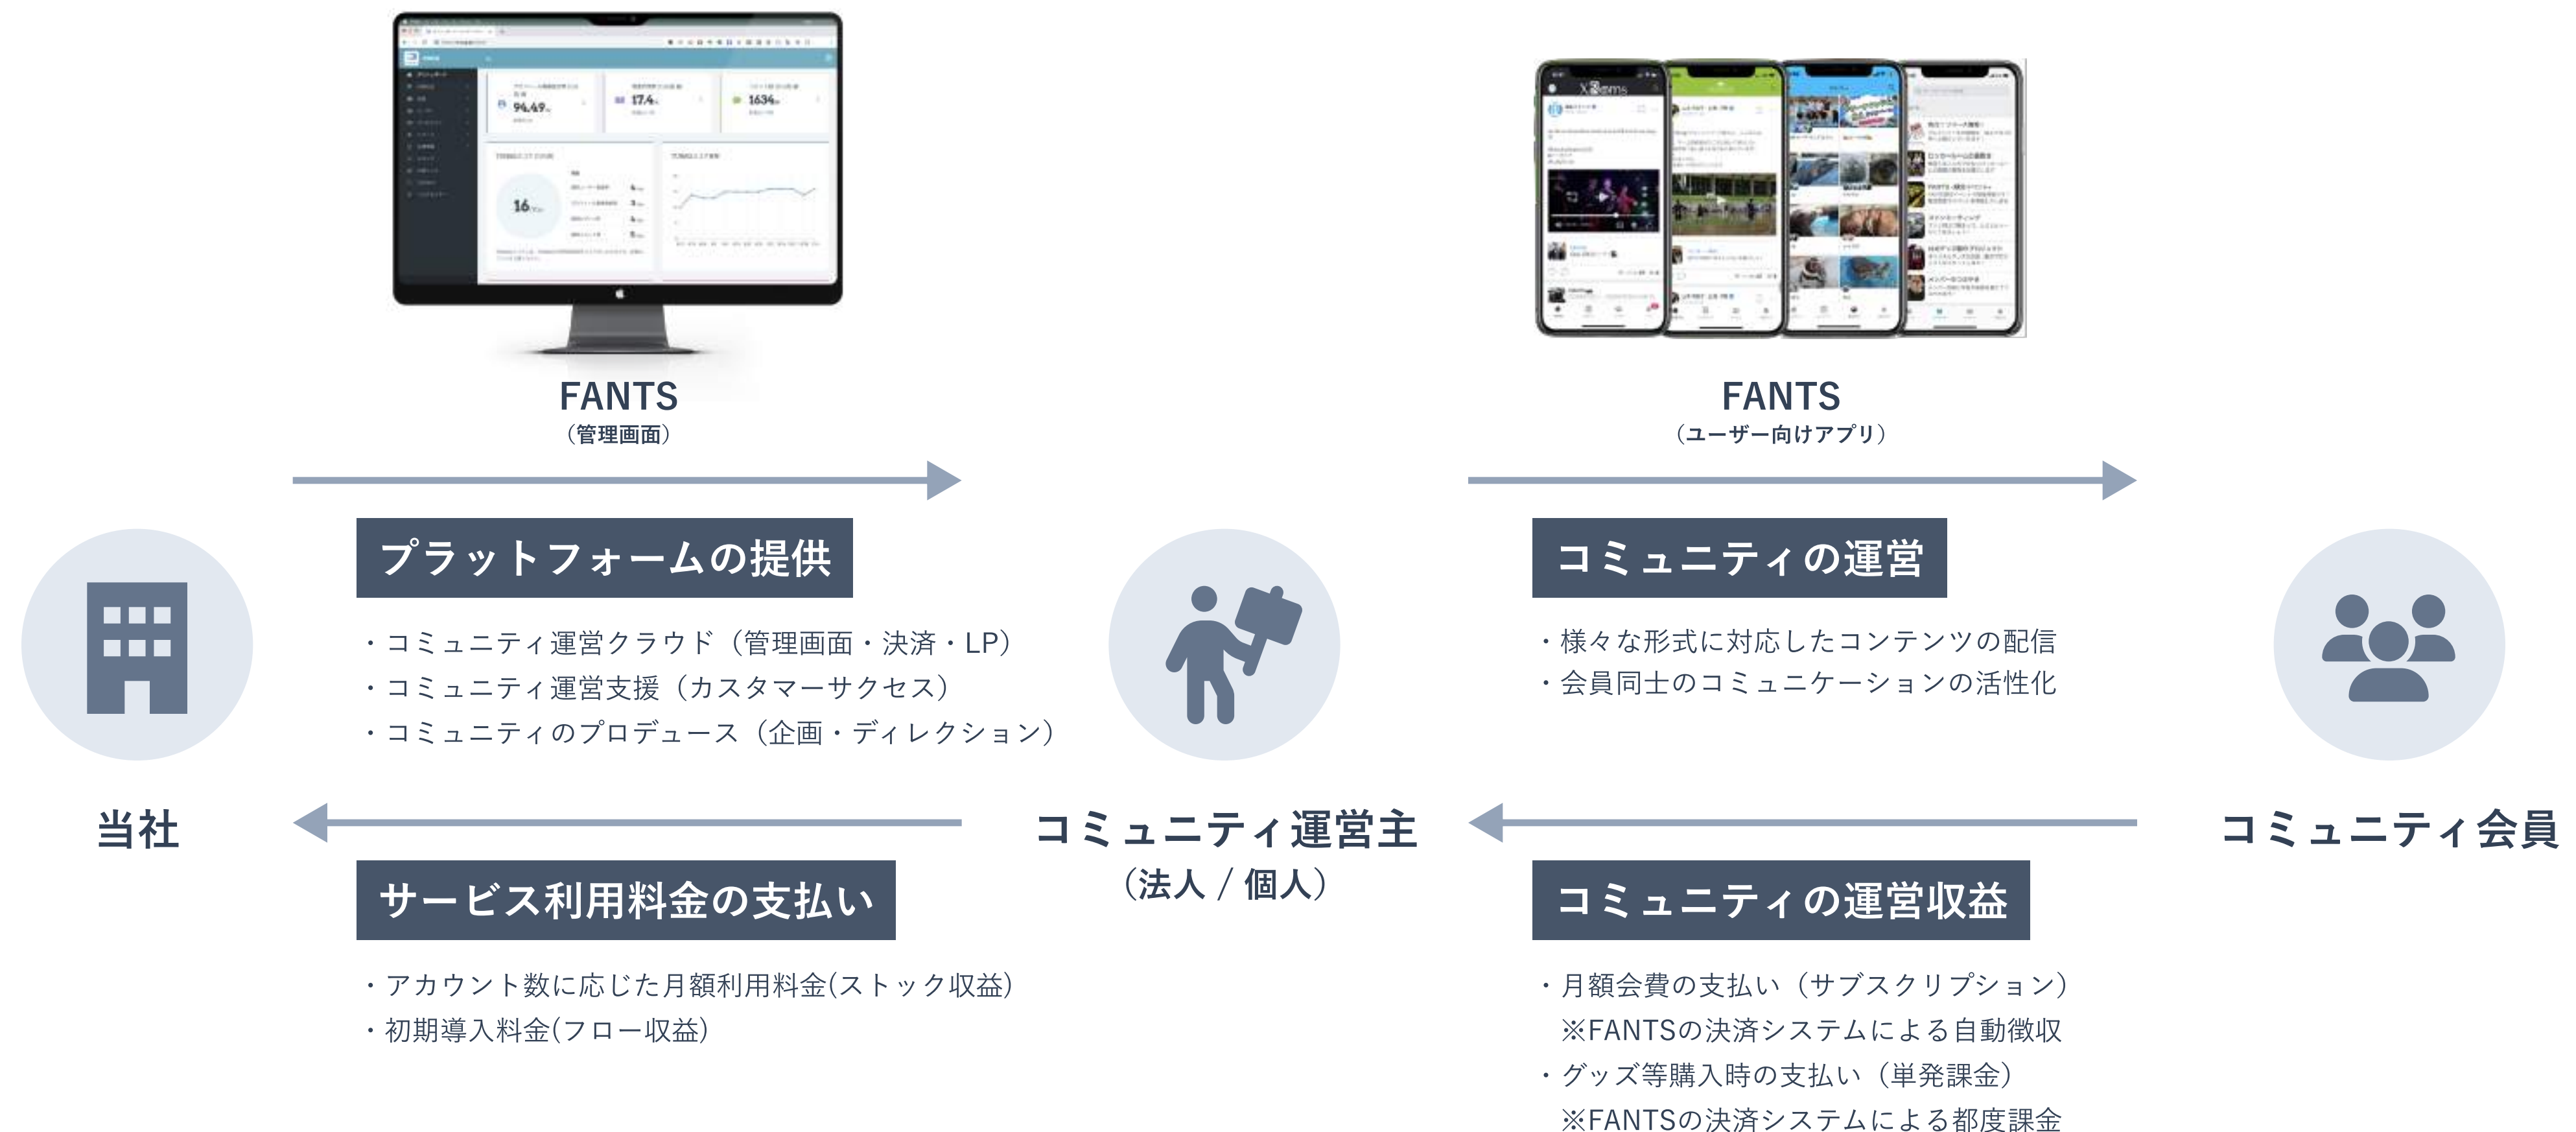 94.49
17.4
1634
16
FANTS
（管理画面）
FANTS
（ユーザー向けアプリ）
プラットフォームの提供
・コミュニティ運営クラウド（管理画面・決済・LP）
・コミュニティ運営支援（カスタマーサクセス）
・コミュニティのプロデュース（企画・ディレクション）
コミュニティの運営
・様々な形式に対応したコンテンツの配信
・会員同士のコミュニケーションの活性化
当社
コミュニティ運営主
（法人 / 個人）
コミュニティ会員
サービス利用料金の支払い
・アカウント数に応じた月額利用料金(ストック収益)
・初期導入料金(フロー収益)
コミュニティの運営収益
・月額会費の支払い（サブスクリプション）
※FANTSの決済システムによる自動徴収
・グッズ等購入時の支払い（単発課金）
※FANTSの決済システムによる都度課金